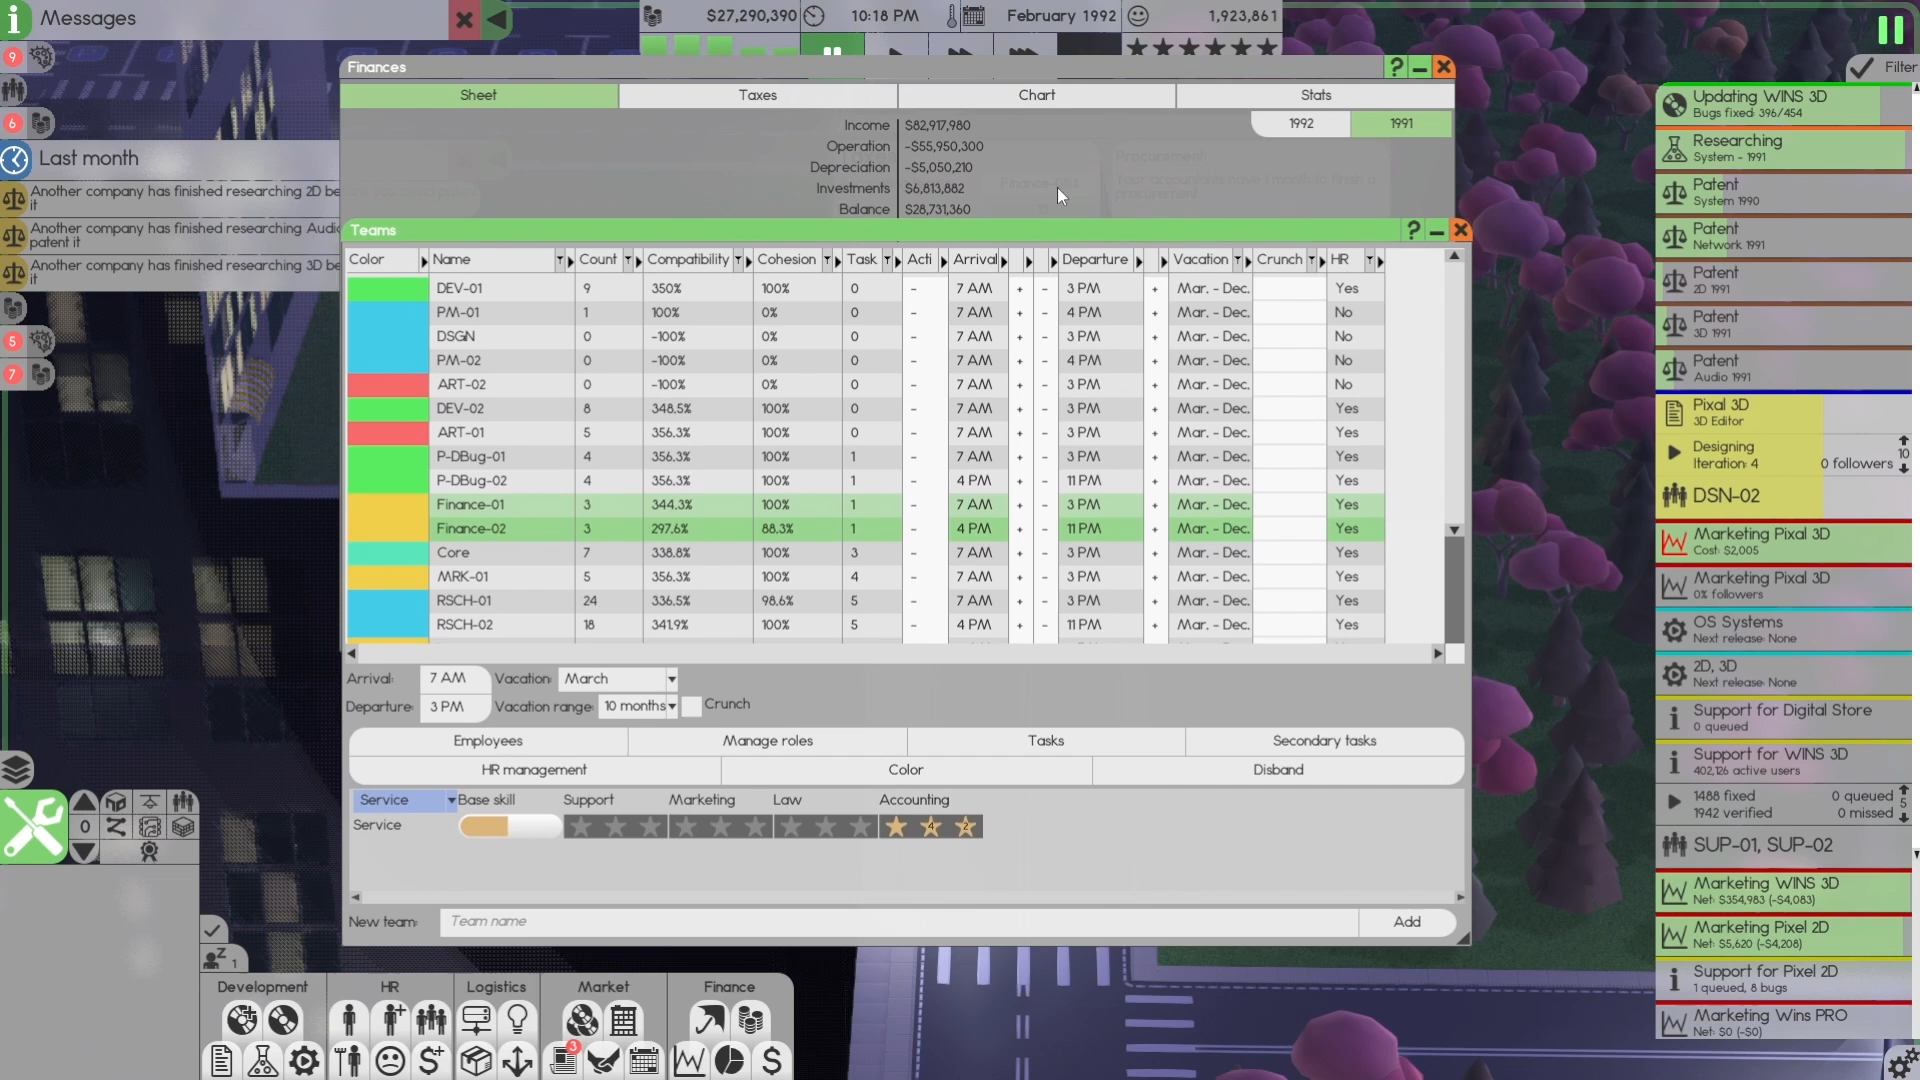 Messages
$27,290,390
10:18 PM
February 1992
1,923,861
9
6
Last month
Another company has finished researching 2D be
it
Another company has finished researching Audio
patent it
Another company has finished researching 3D be
it
5
7
Finances
?
Sheet
Taxes
Chart
Stats
1992
1991
Income $82,917,980
Operation -$55,950,300
Depreciation -$5,050,210
Investments $6,813,882
Balance $28,731,360
Teams
?
Color Name Count Compatibility Cohesion Task Acti Arrival Departure Vacation Crunch HR
DEV-01 9 350% 100% 0 - 7 AM + - 3 PM + Mar. - Dec. Yes
PM-01 1 100% 0% 0 - 7 AM + - 4 PM + Mar. - Dec. No
DSGN 0 -100% 0% 0 - 7 AM + - 3 PM + Mar. - Dec. No
PM-02 0 -100% 0% 0 - 7 AM + - 4 PM + Mar. - Dec. No
ART-02 0 -100% 0% 0 - 7 AM + - 3 PM + Mar. - Dec. No
DEV-02 8 348.5% 100% 0 - 7 AM + - 3 PM + Mar. - Dec. Yes
ART-01 5 356.3% 100% 0 - 7 AM + - 3 PM + Mar. - Dec. Yes
P-DBug-01 4 356.3% 100% 1 - 7 AM + - 3 PM + Mar. - Dec. Yes
P-DBug-02 4 356.3% 100% 1 - 4 PM + - 11 PM + Mar. - Dec. Yes
Finance-01 3 344.3% 100% 1 - 7 AM + - 3 PM + Mar. - Dec. Yes
Finance-02 3 297.6% 88.3% 1 - 4 PM + - 11 PM + Mar. - Dec. Yes
Core 7 338.8% 100% 3 - 7 AM + - 3 PM + Mar. - Dec. Yes
MRK-01 5 356.3% 100% 4 - 7 AM + - 3 PM + Mar. - Dec. Yes
RSCH-01 24 336.5% 98.6% 5 - 7 AM + - 3 PM + Mar. - Dec. Yes
RSCH-02 18 341.9% 100% 5 - 4 PM + - 11 PM + Mar. - Dec. Yes
Arrival: 7 AM Vacation: March
Departure: 3 PM Vacation range: 10 months Crunch
Employees Manage roles Tasks Secondary tasks
HR management Color Disband
Service Base skill Support Marketing Law Accounting
Service 4 2
New team: Team name Add
0
1
Development HR Logistics Market Finance
3
Filter
Updating WINS 3D
Bugs fixed: 396/454
Researching
System - 1991
Patent
System 1990
Patent
Network 1991
Patent
2D 1991
Patent
3D 1991
Patent
Audio 1991
Pixal 3D
3D Editor
Designing
Iteration: 4 0 followers 10
DSN-02
Marketing Pixal 3D
Cost: $2,005
Marketing Pixal 3D
0% followers
OS Systems
Next release: None
2D, 3D
Next release: None
Support for Digital Store
0 queued
Support for WINS 3D
402,126 active users
1488 fixed 0 queued 5
1942 verified 0 missed
SUP-01, SUP-02
Marketing WINS 3D
Net: $354,983 (-$4,083)
Marketing Pixel 2D
Net: $5,620 (-$4,208)
Support for Pixel 2D
1 queued, 8 bugs
Marketing Wins PRO
Net: $0 (-$0)